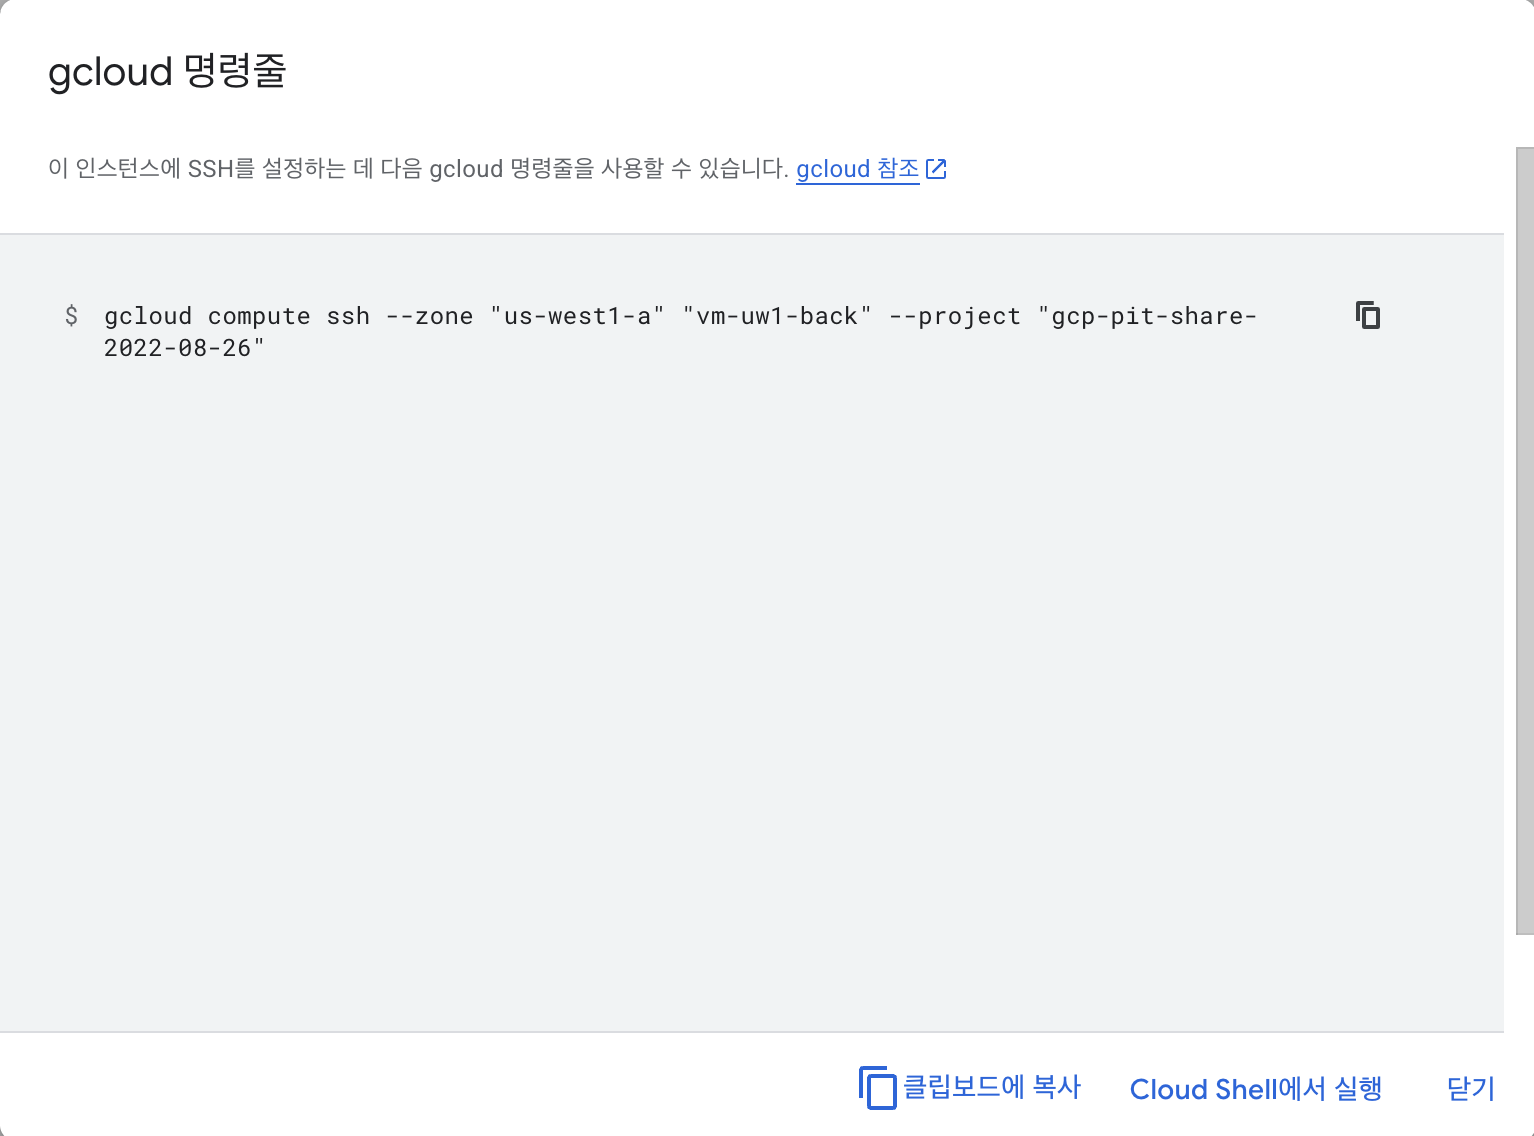 gcloud 명령줄
이 인스턴스에 SSH를 설정하는 데 다음 gcloud 명령줄을 사용할 수 있습니다. gcloud 참조
$ gcloud compute ssh --zone "us-west1-a" "vm-uw1-back" --project "gcp-pit-share-
2022-08-26"
클립보드에 복사 Cloud Shell에서 실행 닫기